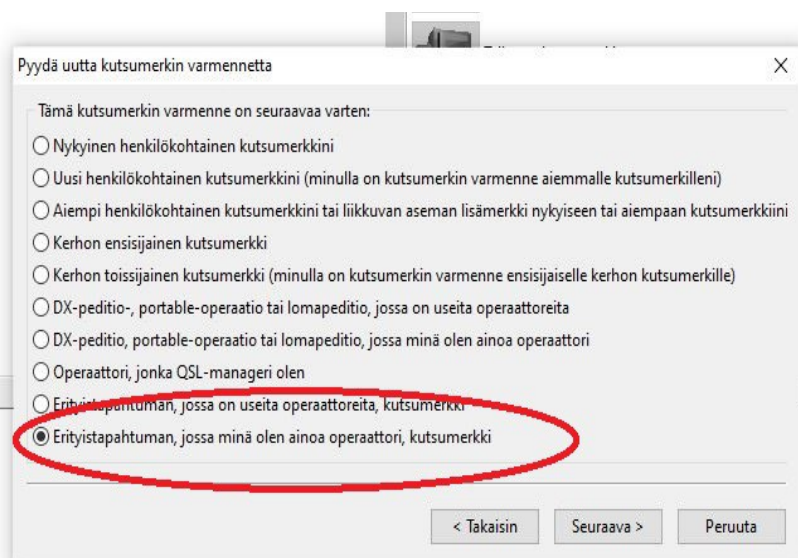 Pyydä uutta kutsumerkin varmennetta
Tämä kutsumerkin varmenne on seuraavaa varten:
Nykyinen henkilökohtainen kutsumerkkini
Uusi henkilökohtainen kutsumerkkini (minulla on kutsumerkin varmenne aiemmalle kutsumerkilleni)
Aiempi henkilökohtainen kutsumerkkini tai liikkuvan aseman lisämerkki nykyiseen tai aiempaan kutsumerkkiini
Kerhon ensisijainen kutsumerkki
Kerhon toissijainen kutsumerkki (minulla on kutsumerkin varmenne ensisijaiselle kerhon kutsumerkille)
DX-peditio-, portable-operaatio tai lomapeditio, jossa on useita operaattoreita
DX-peditio, portable-operaatio tai lomapeditio, jossa minä olen ainoa operaattori
Operaattori, jonka QSL-manageri olen
Erityistapahtuman, jossa on useita operaattoreita, kutsumerkki
Erityistapahtuman, jossa minä olen ainoa operaattori, kutsumerkki
< Takaisin
Seuraava >
Peruuta